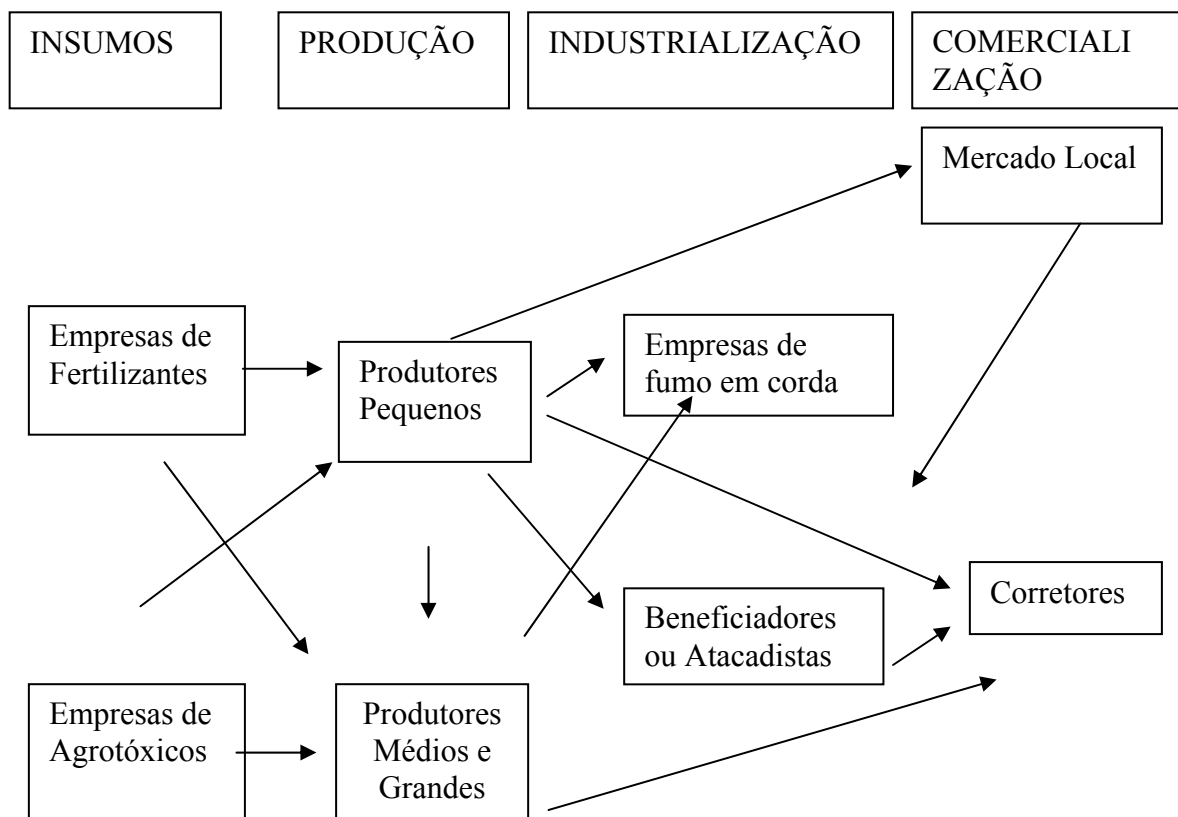 INSUMOS
PRODUÇÃO
INDUSTRIALIZAÇÃO
COMERCIALI
ZAÇÃO
Mercado Local
Empresas de
Fertilizantes
Produtores
Pequenos
Empresas de
fumo em corda
Beneficiadores
ou Atacadistas
Corretores
Empresas de
Agrotóxicos
Produtores
Médios e
Grandes